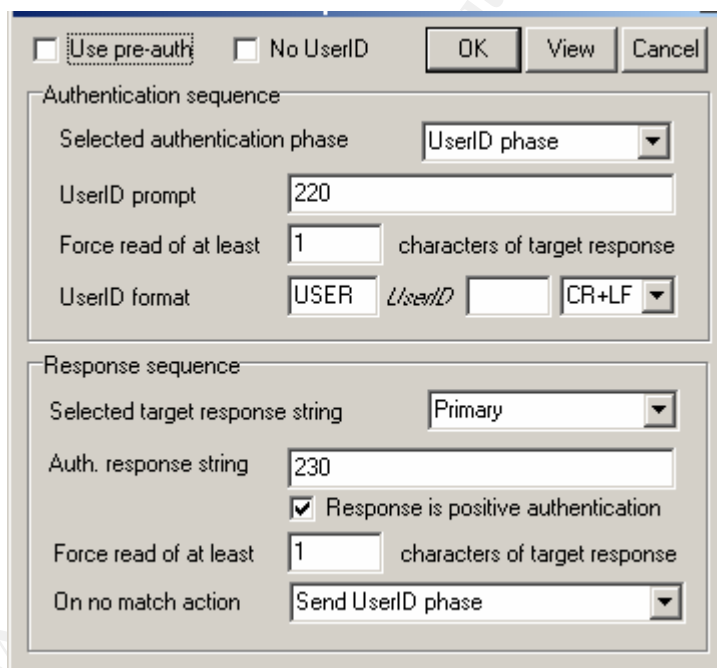 Use pre-auth No UserID OK View Cancel
Authentication sequence
Selected authentication phase UserID phase
UserID prompt 220
Force read of at least 1 characters of target response
UserID format USER UserID CR+LF
Response sequence
Selected target response string Primary
Auth. response string 230
Response is positive authentication
Force read of at least 1 characters of target response
On no match action Send UserID phase